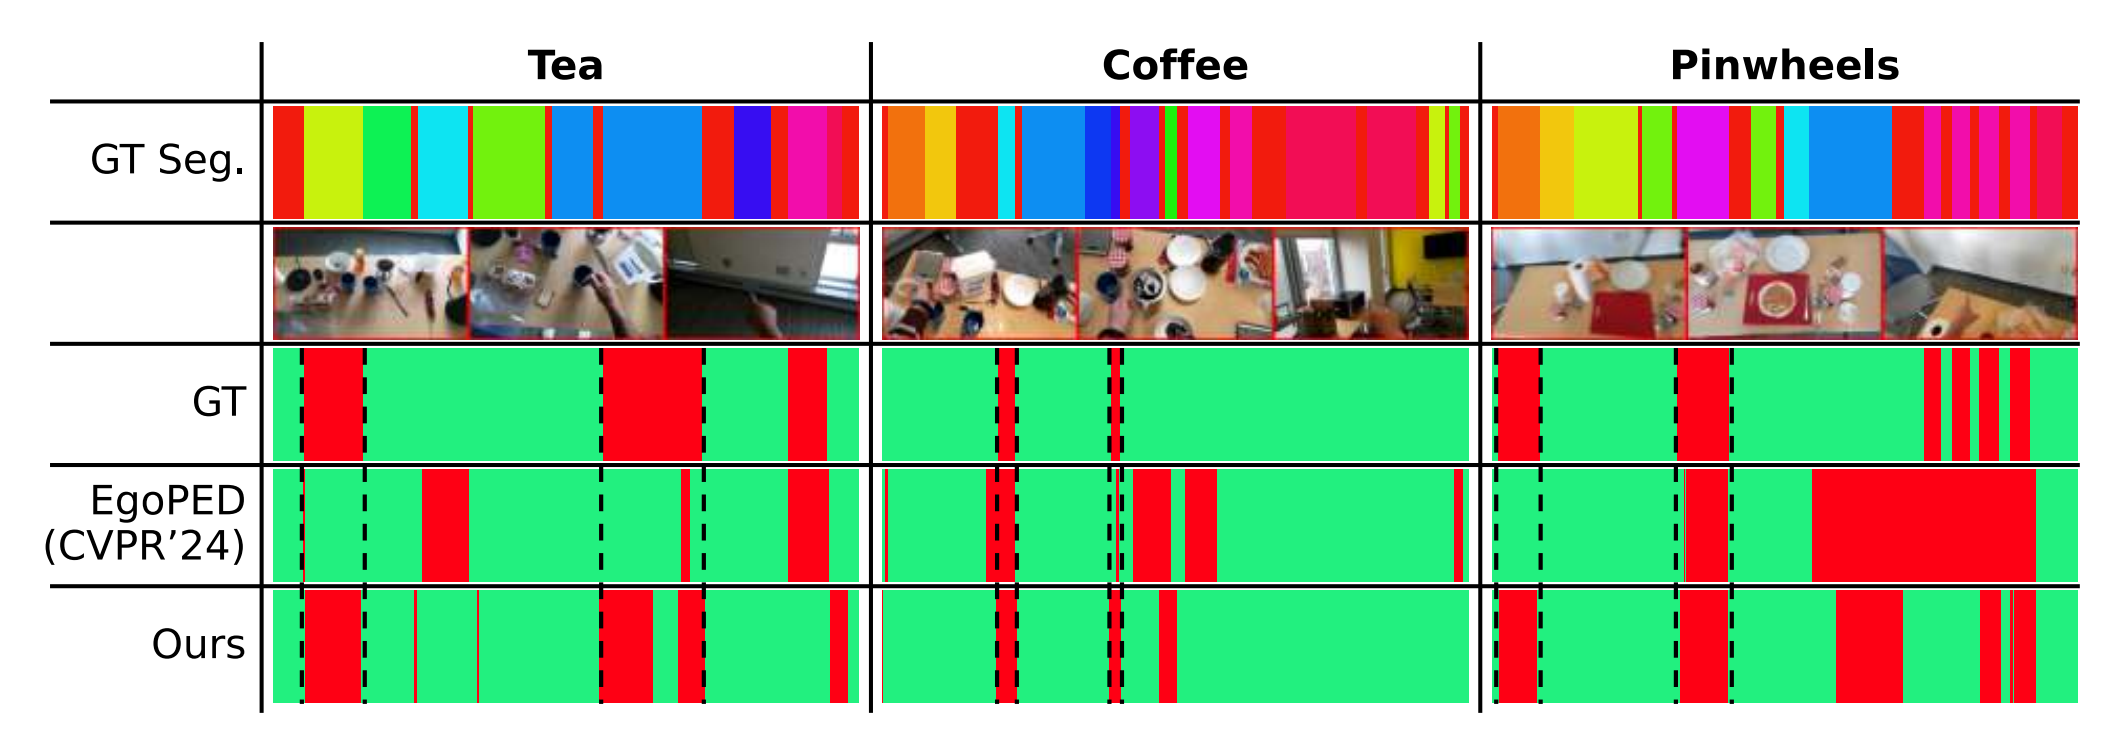 Tea
Coffee
Pinwheels
GT Seg.
GT
EgoPED
(CVPR’24)
Ours